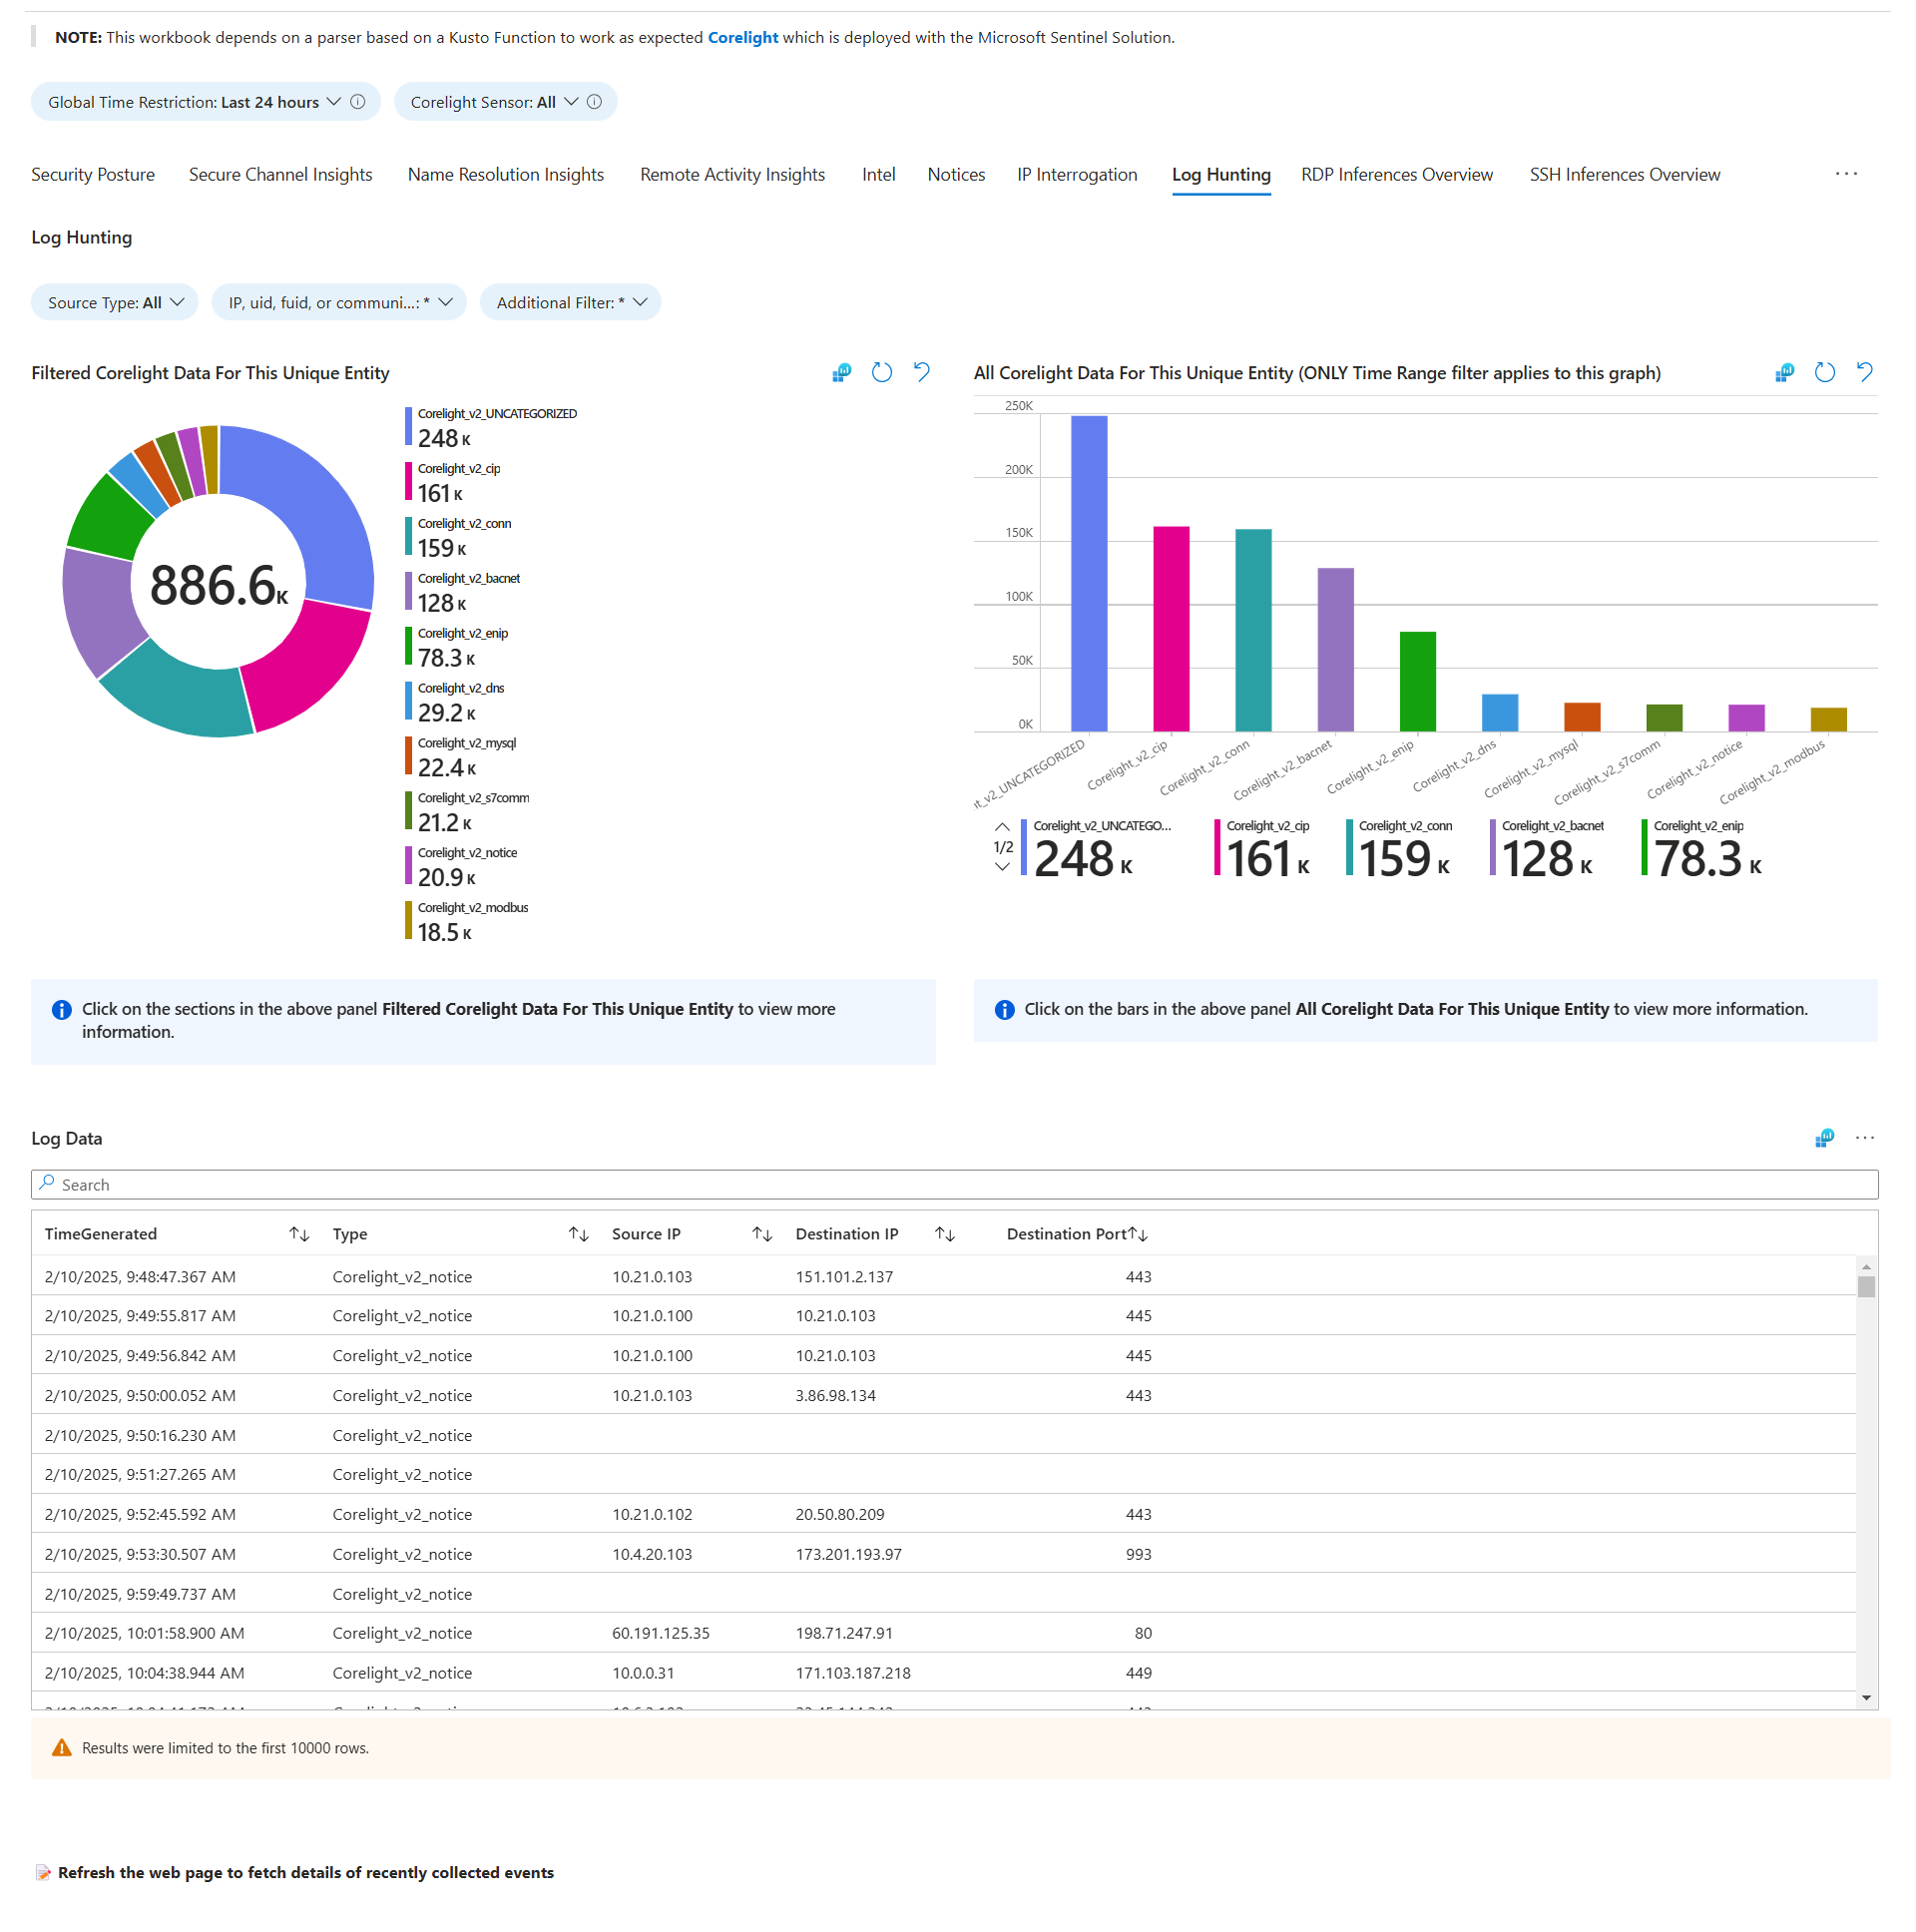 NOTE: This workbook depends on a parser based on a Kusto Function to work as expected Corelight which is deployed with the Microsoft Sentinel Solution.
Global Time Restriction: Last 24 hours
Corelight Sensor: All
Security Posture
Secure Channel Insights
Name Resolution Insights
Remote Activity Insights
Intel
Notices
IP Interrogation
Log Hunting
RDP Inferences Overview
SSH Inferences Overview
...
Log Hunting
Source Type: All
IP, uid, fuid, or communi...: *
Additional Filter: *
Filtered Corelight Data For This Unique Entity
886.6K
Corelight_v2_UNCATEGORIZED
248 K
Corelight_v2_cip
161 K
Corelight_v2_conn
159 K
Corelight_v2_bacnet
128 K
Corelight_v2_enip
78.3 K
Corelight_v2_dns
29.2 K
Corelight_v2_mysql
22.4 K
Corelight_v2_s7comm
21.2 K
Corelight_v2_notice
20.9 K
Corelight_v2_modbus
18.5 K
All Corelight Data For This Unique Entity (ONLY Time Range filter applies to this graph)
250K
200K
150K
100K
50K
0K
ht_v2_UNCATEGORIZED
Corelight_v2_cip
Corelight_v2_conn
Corelight_v2_bacnet
Corelight_v2_enip
Corelight_v2_dns
Corelight_v2_mysql
Corelight_v2_s7comm
Corelight_v2_notice
Corelight_v2_modbus
1/2
Corelight_v2_UNCATEGO...
248 K
Corelight_v2_cip
161 K
Corelight_v2_conn
159 K
Corelight_v2_bacnet
128 K
Corelight_v2_enip
78.3 K
Click on the sections in the above panel Filtered Corelight Data For This Unique Entity to view more
information.
Click on the bars in the above panel All Corelight Data For This Unique Entity to view more information.
Log Data
...
Search
TimeGenerated Type Source IP Destination IP Destination Port
2/10/2025, 9:48:47.367 AM Corelight_v2_notice 10.21.0.103 151.101.2.137 443
2/10/2025, 9:49:55.817 AM Corelight_v2_notice 10.21.0.100 10.21.0.103 445
2/10/2025, 9:49:56.842 AM Corelight_v2_notice 10.21.0.100 10.21.0.103 445
2/10/2025, 9:50:00.052 AM Corelight_v2_notice 10.21.0.103 3.86.98.134 443
2/10/2025, 9:50:16.230 AM Corelight_v2_notice
2/10/2025, 9:51:27.265 AM Corelight_v2_notice
2/10/2025, 9:52:45.592 AM Corelight_v2_notice 10.21.0.102 20.50.80.209 443
2/10/2025, 9:53:30.507 AM Corelight_v2_notice 10.4.20.103 173.201.193.97 993
2/10/2025, 9:59:49.737 AM Corelight_v2_notice
2/10/2025, 10:01:58.900 AM Corelight_v2_notice 60.191.125.35 198.71.247.91 80
2/10/2025, 10:04:38.944 AM Corelight_v2_notice 10.0.0.31 171.103.187.218 449
Results were limited to the first 10000 rows.
Refresh the web page to fetch details of recently collected events